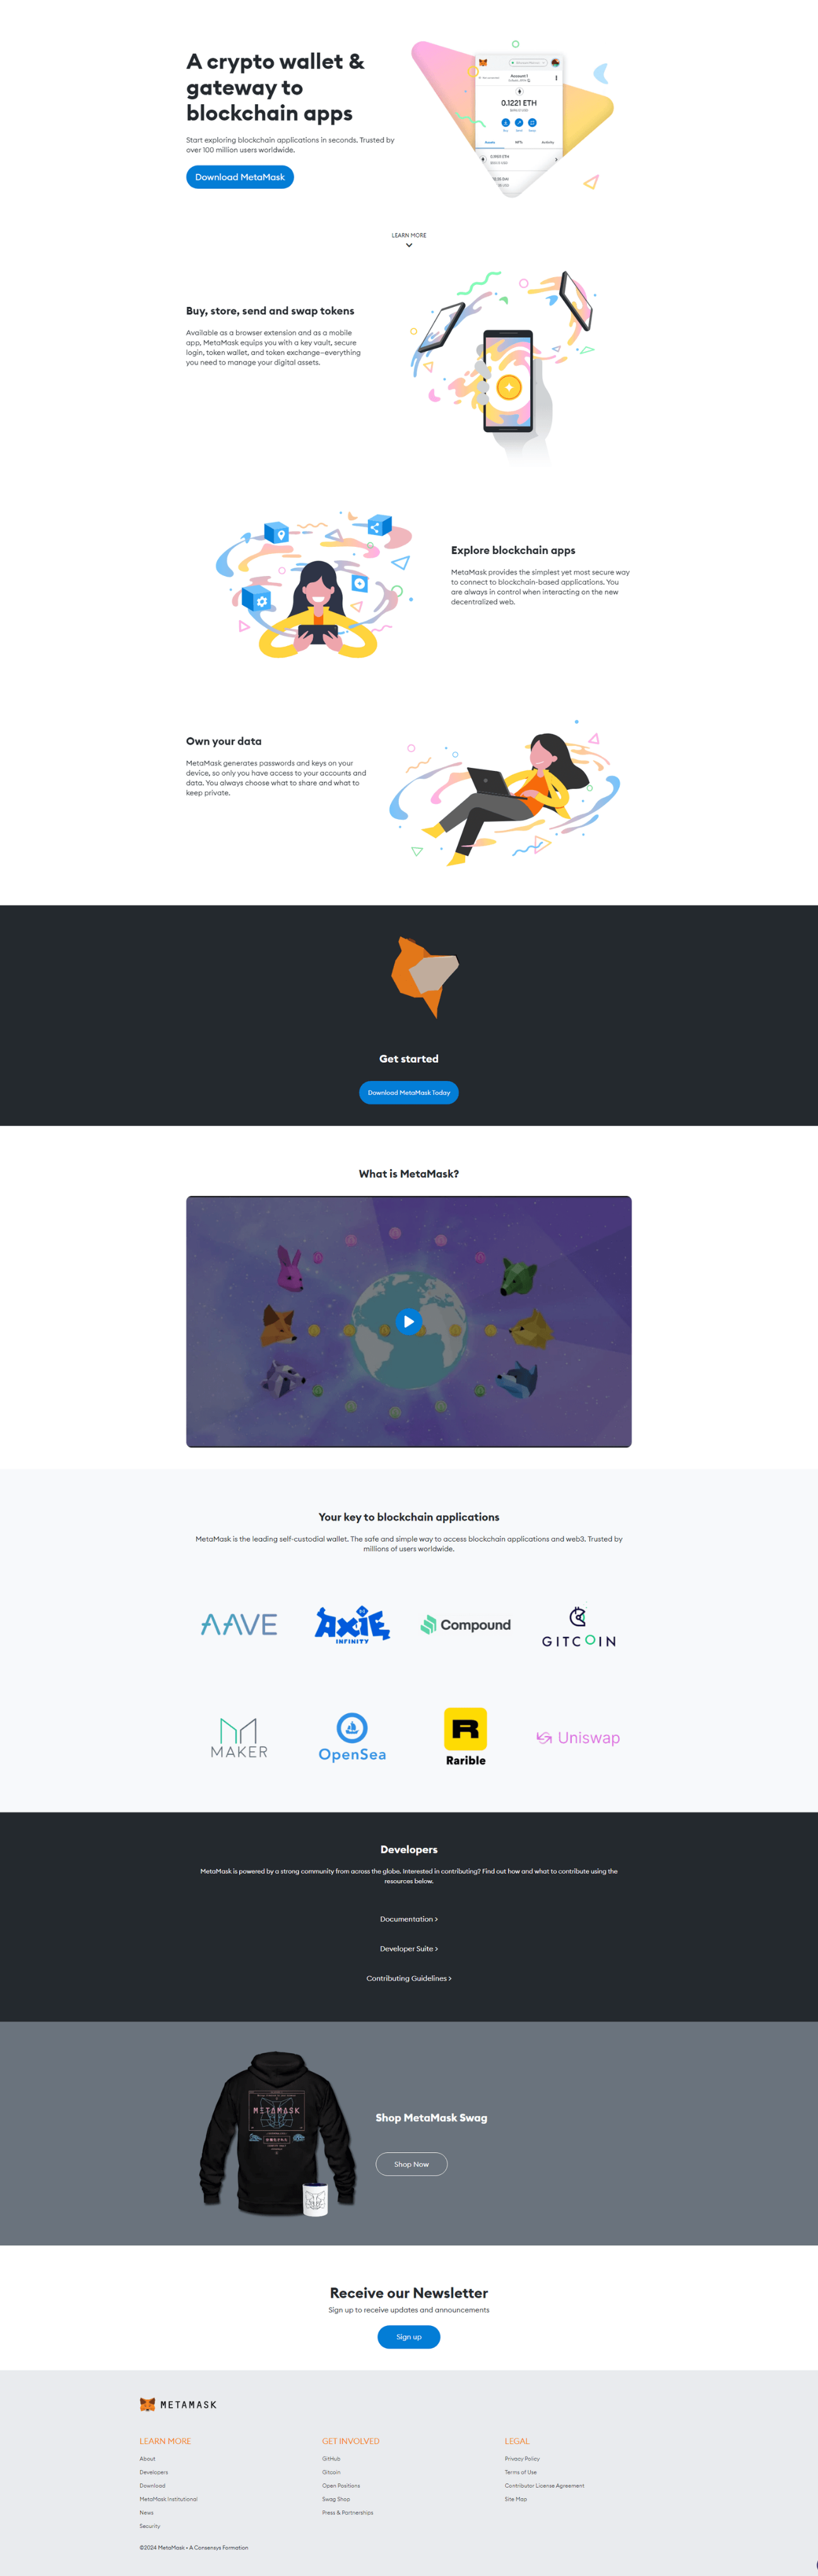 A crypto wallet &
gateway to
blockchain apps
Start exploring blockchain applications in seconds. Trusted by
over 100 million users worldwide.
Download MetaMask
Account 1
0.1221 ETH
Buy
Send
Swap
Assets
NFTs
Activity
LEARN MORE
Buy, store, send and swap tokens
Available as a browser extension and as a mobile
app, MetaMask equips you with a key vault, secure
login, token wallet, and token exchange—everything
you need to manage your digital assets.
Explore blockchain apps
MetaMask provides the simplest yet most secure way
to connect to blockchain-based applications. You
are always in control when interacting on the new
decentralized web.
Own your data
MetaMask generates passwords and keys on your
device, so only you have access to your accounts and
data. You always choose what to share and what to
keep private.
Get started
Download MetaMask Today
What is MetaMask?
Your key to blockchain applications
MetaMask is the leading self-custodial wallet. The safe and simple way to access blockchain applications and web3. Trusted by
millions of users worldwide.
AAVE
AXIE
INFINITY
Compound
GITCOIN
MAKER
OpenSea
R
Rarible
Uniswap
Developers
MetaMask is powered by a strong community from across the globe. Interested in contributing? Find out how and what to contribute using the
resources below.
Documentation >
Developer Suite >
Contributing Guidelines >
METAMASK
Shop MetaMask Swag
Shop Now
Receive our Newsletter
Sign up to receive updates and announcements
Sign up
METAMASK
LEARN MORE
About
Developers
Download
MetaMask Institutional
News
Security
GET INVOLVED
GitHub
Gitcoin
Open Positions
Swag Shop
Press & Partnerships
LEGAL
Privacy Policy
Terms of Use
Contributor License Agreement
Site Map
©2024 MetaMask • A Consensys Formation